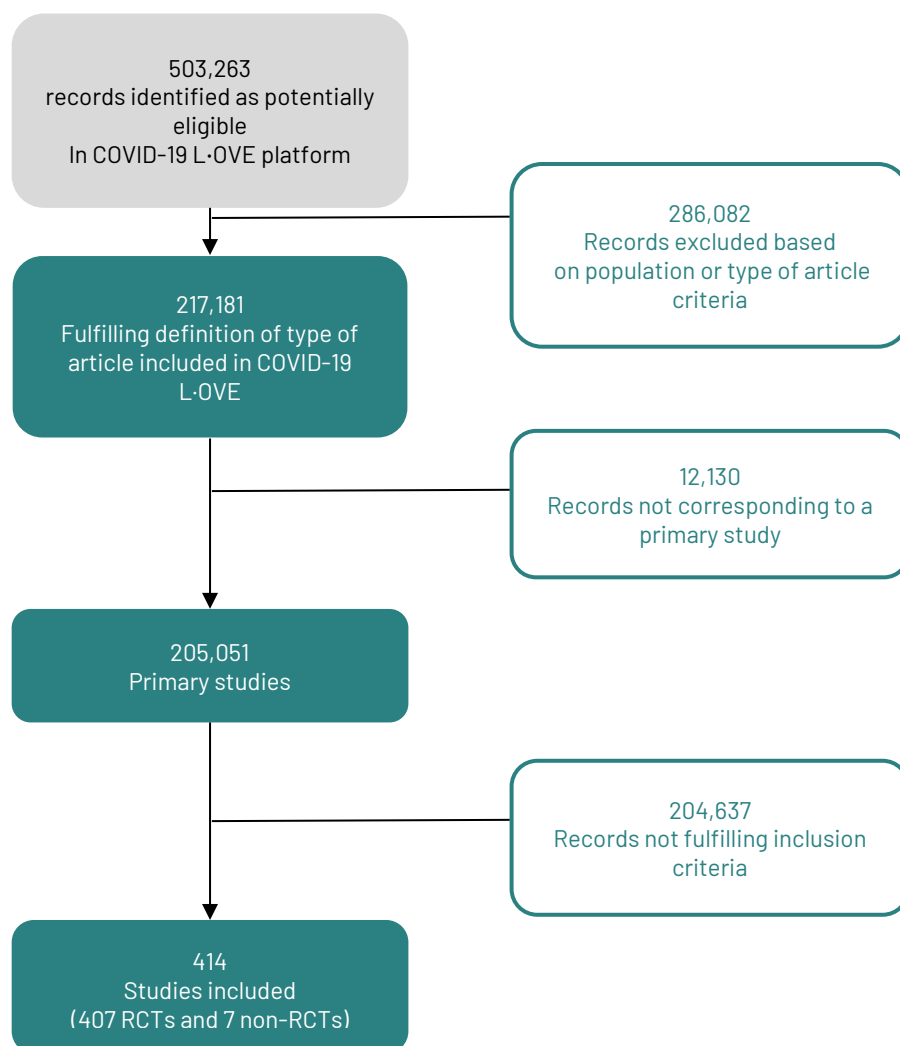 503,263
records identified as potentially
eligible
In COVID-19 L·OVE platform
286,082
Records excluded based
on population or type of article
criteria
217,181
Fulfilling definition of type of
article included in COVID-19
L·OVE
12,130
Records not corresponding to a
primary study
205,051
Primary studies
204,637
Records not fulfilling inclusion
criteria
414
Studies included
(407 RCTs and 7 non-RCTs)